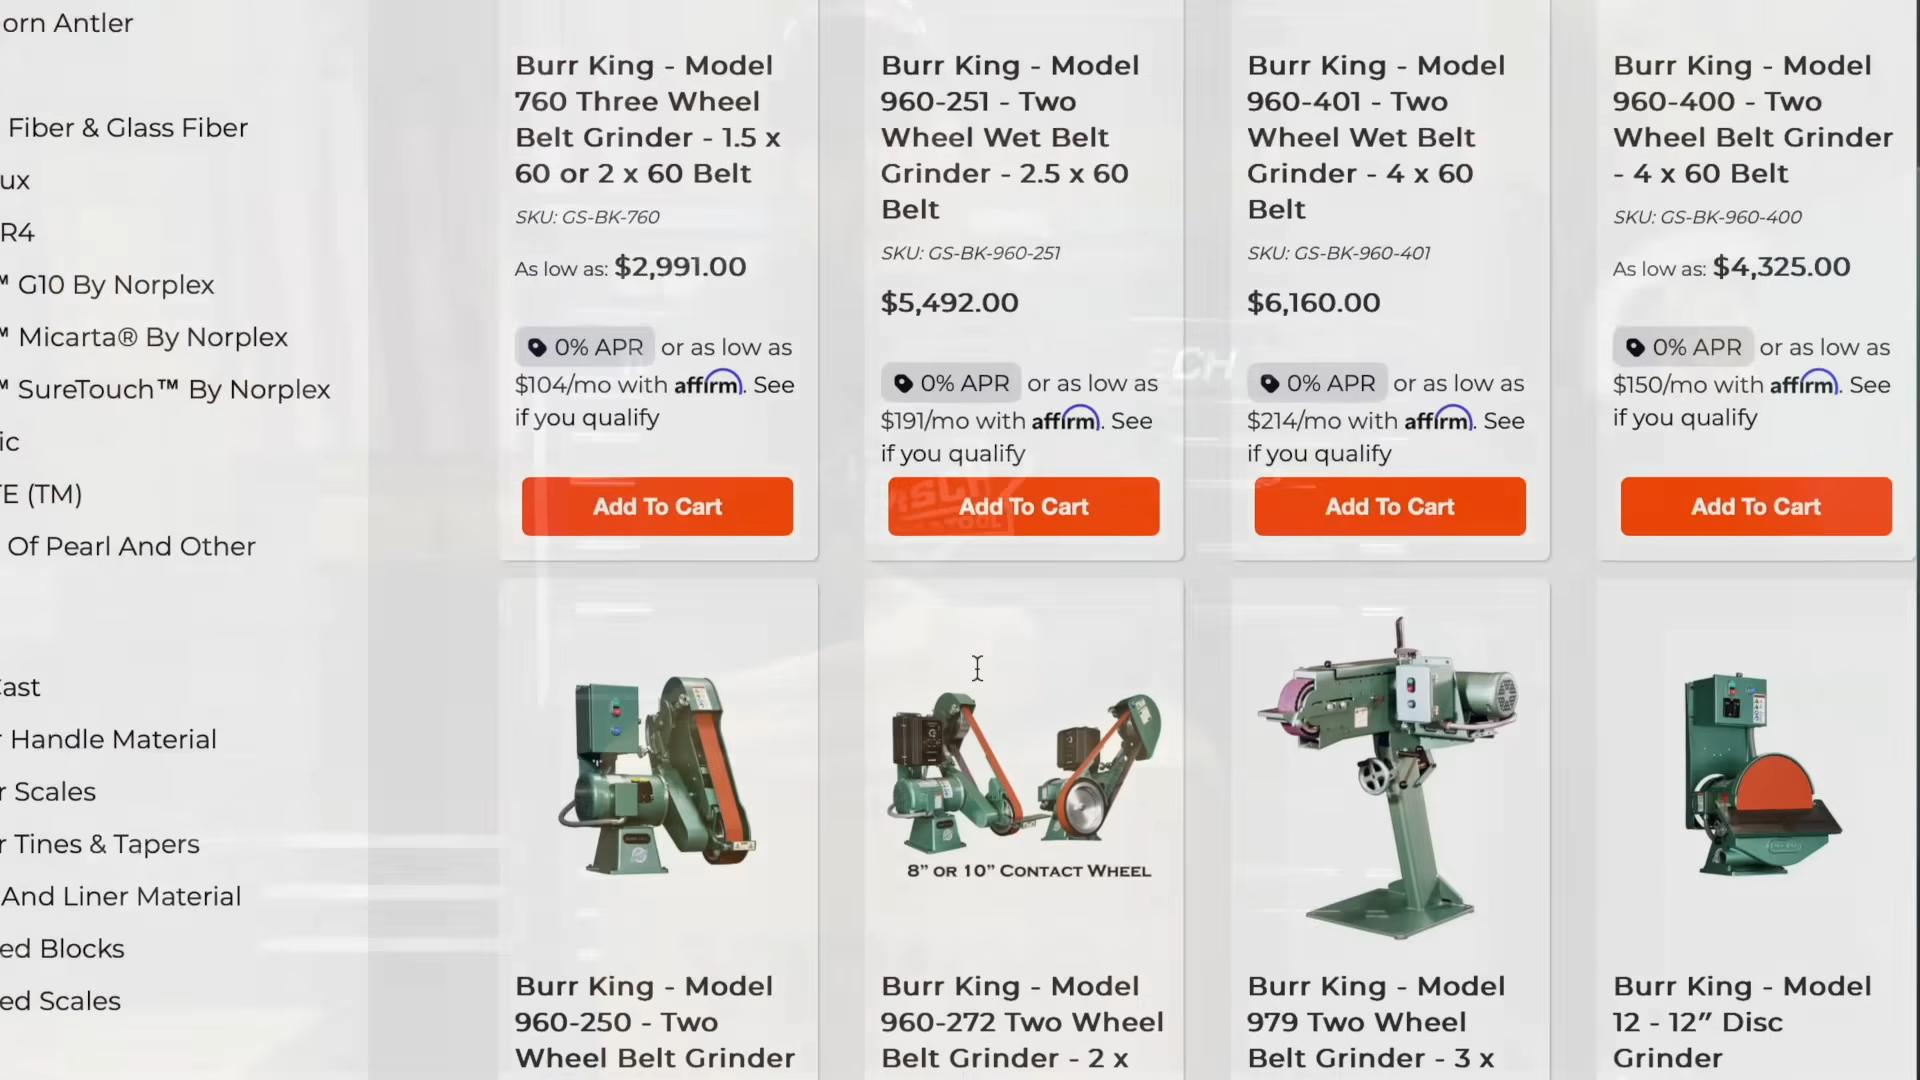 orn Antler
Fiber & Glass Fiber
ux
R4
™ G10 By Norplex
™ Micarta® By Norplex
™ SureTouch™ By Norplex
ic
TE (TM)
Of Pearl And Other
Cast
r Handle Material
r Scales
r Tines & Tapers
And Liner Material
ed Blocks
ed Scales
Burr King - Model
760 Three Wheel
Belt Grinder - 1.5 x
60 or 2 x 60 Belt
SKU: GS-BK-760
As low as: $2,991.00
0% APR or as low as
$104/mo with affirm. See
if you qualify
Add To Cart
Burr King - Model
960-251 - Two
Wheel Wet Belt
Grinder - 2.5 x 60
Belt
SKU: GS-BK-960-251
$5,492.00
0% APR or as low as
$191/mo with affirm. See
if you qualify
Add To Cart
Burr King - Model
960-401 - Two
Wheel Wet Belt
Grinder - 4 x 60
Belt
SKU: GS-BK-960-401
$6,160.00
0% APR or as low as
$214/mo with affirm. See
if you qualify
Add To Cart
Burr King - Model
960-400 - Two
Wheel Belt Grinder
- 4 x 60 Belt
SKU: GS-BK-960-400
As low as: $4,325.00
0% APR or as low as
$150/mo with affirm. See
if you qualify
Add To Cart
Burr King - Model
960-250 - Two
Wheel Belt Grinder
8” OR 10” CONTACT WHEEL
Burr King - Model
960-272 Two Wheel
Belt Grinder - 2 x
Burr King - Model
979 Two Wheel
Belt Grinder - 3 x
Burr King - Model
12 - 12” Disc
Grinder